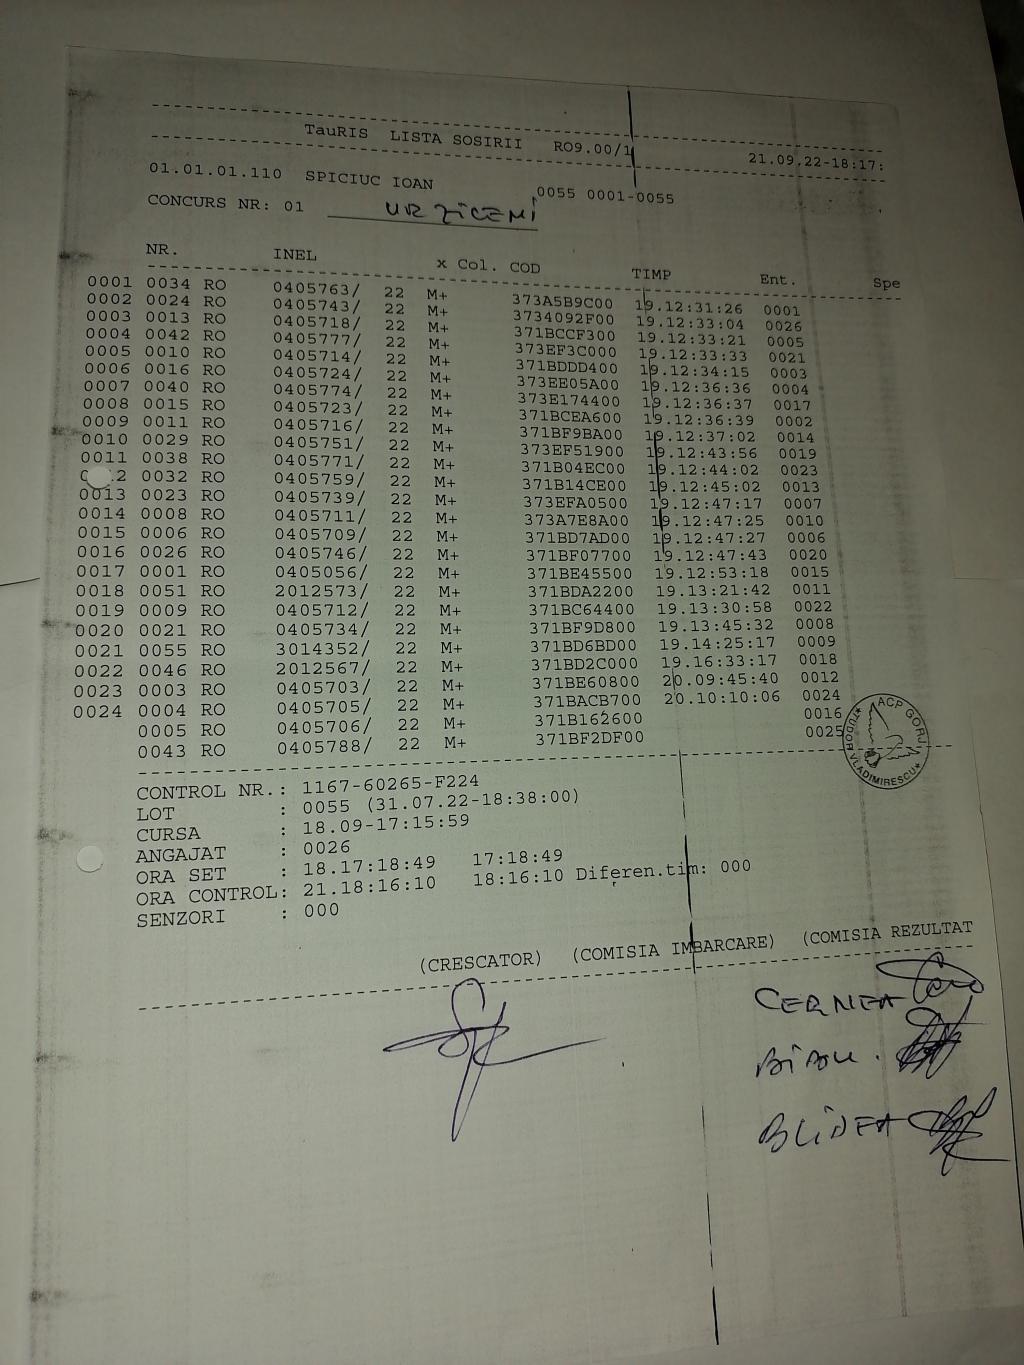 TauRIS LISTA SOSIRII RO9.00/1 21.09.22-18:17:
01.01.01.110 SPICIUC IOAN 0055 0001-0055
CONCURS NR: 01 URZICENI
NR. INEL x Col. COD TIMP Ent. Spe
0001 0034 RO 0405763/ 22 M+ 373A5B9C00 19.12:31:26 0001
0002 0024 RO 0405743/ 22 M+ 3734092F00 19.12:33:04 0026
0003 0013 RO 0405718/ 22 M+ 371BCCF300 19.12:33:21 0005
0004 0042 RO 0405777/ 22 M+ 373EF3C000 19.12:33:33 0021
0005 0010 RO 0405714/ 22 M+ 371BDDD400 19.12:34:15 0003
0006 0016 RO 0405724/ 22 M+ 373EE05A00 19.12:36:36 0004
0007 0040 RO 0405774/ 22 M+ 373E174400 19.12:36:37 0017
0008 0015 RO 0405723/ 22 M+ 371BCEA600 19.12:36:39 0002
0009 0011 RO 0405716/ 22 M+ 371BF9BA00 19.12:37:02 0014
0010 0029 RO 0405751/ 22 M+ 373EF51900 19.12:43:56 0019
0011 0038 RO 0405771/ 22 M+ 371B04EC00 19.12:44:02 0023
0032 RO 0405759/ 22 M+ 371B14CE00 19.12:45:02 0013
0013 0023 RO 0405739/ 22 M+ 373EFA0500 19.12:47:17 0007
0014 0008 RO 0405711/ 22 M+ 373A7E8A00 19.12:47:25 0010
0015 0006 RO 0405709/ 22 M+ 371BD7AD00 19.12:47:27 0006
0016 0026 RO 0405746/ 22 M+ 371BF07700 19.12:47:43 0020
0017 0001 RO 0405056/ 22 M+ 371BE45500 19.12:53:18 0015
0018 0051 RO 2012573/ 22 M+ 371BDA2200 19.13:21:42 0011
0019 0009 RO 0405712/ 22 M+ 371BC64400 19.13:30:58 0022
0020 0021 RO 0405734/ 22 M+ 371BF9D800 19.13:45:32 0008
0021 0055 RO 3014352/ 22 M+ 371BD6BD00 19.14:25:17 0009
0022 0046 RO 2012567/ 22 M+ 371BD2C000 19.16:33:17 0018
0023 0003 RO 0405703/ 22 M+ 371BE60800 20.09:45:40 0012
0024 0004 RO 0405705/ 22 M+ 371BACB700 20.10:10:06 0024
0005 RO 0405706/ 22 M+ 371B162600 0016
0043 RO 0405788/ 22 M+ 371BF2DF00 0025
ACP GORJ
TUDOR VLADIMIRESCU
CONTROL NR.: 1167-60265-F224
LOT : 0055 (31.07.22-18:38:00)
CURSA : 18.09-17:15:59
ANGAJAT : 0026
ORA SET : 18.17:18:49 17:18:49
ORA CONTROL: 21.18:16:10 18:16:10 Diferen.tim: 000
SENZORI : 000
(CRESCATOR) (COMISIA IMBARCARE) (COMISIA REZULTAT
CERNEA
BLIDEA